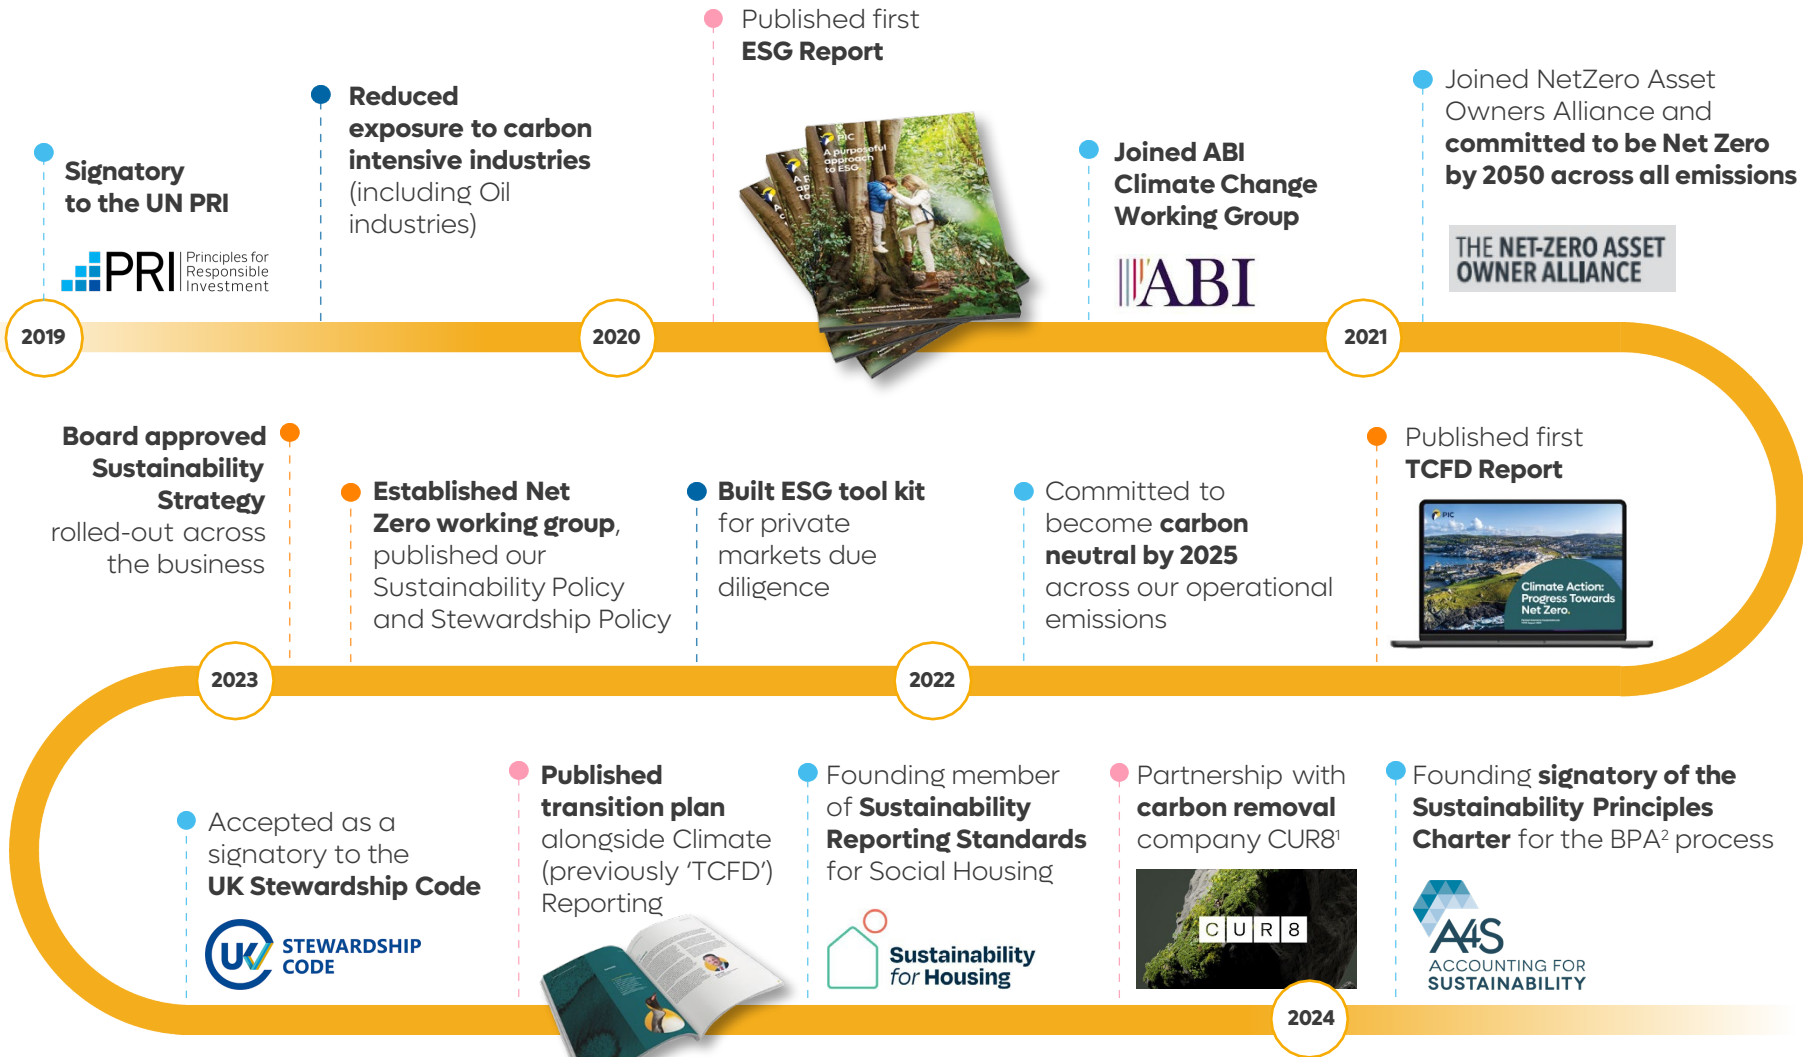 Published first
ESG Report
Reduced
exposure to carbon
intensive industries
(including Oil
industries)
Signatory
to the UN PRI
PRI Principles for
Responsible
Investment
PIC
A purposeful
approach
to ESG
Joined ABI
Climate Change
Working Group
ABI
Joined NetZero Asset
Owners Alliance and
committed to be Net Zero
by 2050 across all emissions
THE NET-ZERO ASSET
OWNER ALLIANCE
2019
2020
2021
Board approved
Sustainability
Strategy
rolled-out across
the business
Established Net
Zero working group,
published our
Sustainability Policy
and Stewardship Policy
Built ESG tool kit
for private
markets due
diligence
Committed to
become carbon
neutral by 2025
across our operational
emissions
Published first
TCFD Report
PIC
Climate Action:
Progress Towards
Net Zero.
2023
2022
Accepted as a
signatory to the
UK Stewardship Code
UK STEWARDSHIP
CODE
Published
transition plan
alongside Climate
(previously ‘TCFD’)
Reporting
Founding member
of Sustainability
Reporting Standards
for Social Housing
Sustainability
for Housing
Partnership with
carbon removal
company CUR8¹
CUR8
Founding signatory of the
Sustainability Principles
Charter for the BPA² process
A4S
ACCOUNTING FOR
SUSTAINABILITY
2024